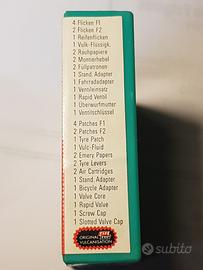 4 Flicken F1
2 Flicken F2
1 Reifenflicken
1 Vulk-Flüssigk.
2 Rauhpapiere
2 Montierhebel
2 Füllpatronen
1 Stand. Adapter
1 Fahrradadapter
1 Ventileinsatz
1 Rapid Ventil
1 Überwurfmutter
1 Ventilschlüssel
4 Patches F1
2 Patches F2
1 Tyre Patch
1 Vulc-Fluid
2 Emery Papers
2 Tyre Levers
2 Air Cartridges
1 Stand. Adapter
1 Bicycle Adapter
1 Valve Core
1 Rapid Valve
1 Screw Cap
1 Slotted Valve Cap
ORIGINAL
VULCANISATION
subito